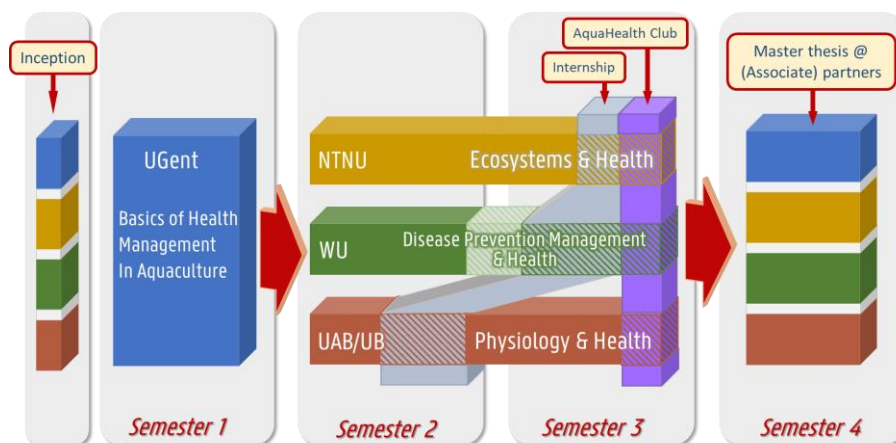 Inception
UGent
Basics of Health
Management
In Aquaculture
Semester 1
NTNU
WU
UAB/UB
Semester 2
AquaHealth Club
Internship
Ecosystems & Health
Disease Prevention Management
& Health
Physiology & Health
Semester 3
Master thesis @
(Associate) partners
Semester 4